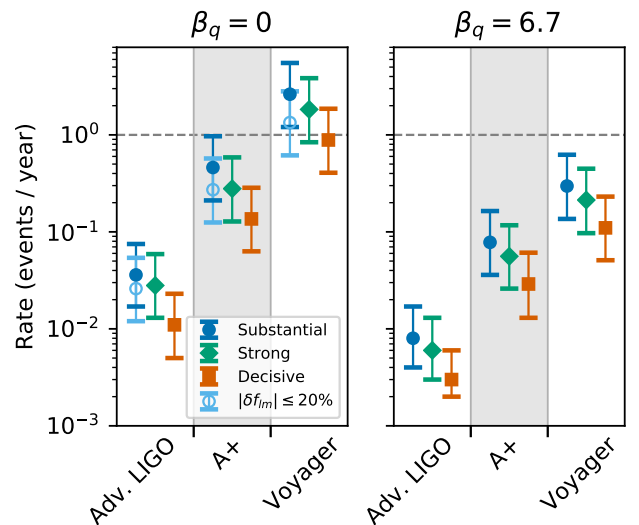 β_q = 0
β_q = 6.7
Rate (events / year)
10^0
10^−1
10^−2
10^−3
Substantial
Strong
Decisive
|δf_lm| ≤ 20%
Adv. LIGO
A+
Voyager
Adv. LIGO
A+
Voyager